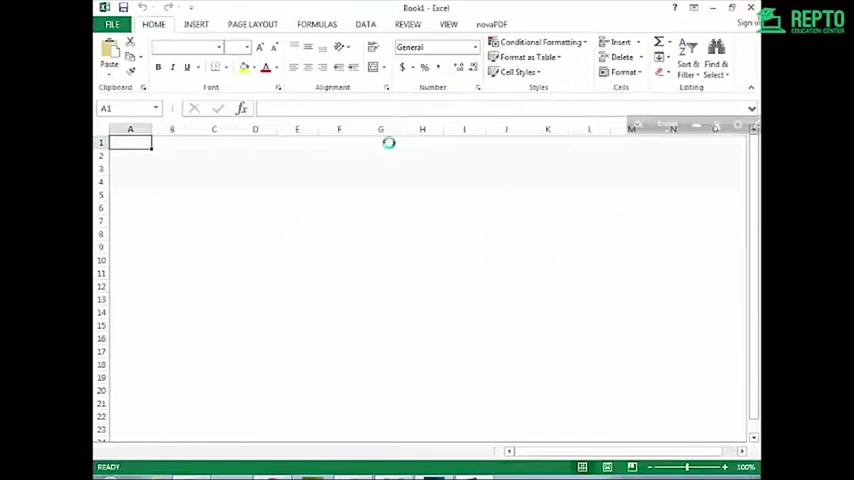 Book1 - Excel
FILE HOME INSERT PAGE LAYOUT FORMULAS DATA REVIEW VIEW novaPDF Sign in
REPTO
EDUCATION CENTER
Paste
B I U
General
$ % ,
Conditional Formatting
Format as Table
Cell Styles
Insert
Delete
Format
Sort & Filter
Find & Select
Clipboard Font Alignment Number Styles Cells Editing
A1 fx
A B C D E F G H I J K L M N
1
2
3
4
5
6
7
8
9
10
11
12
13
14
15
16
17
18
19
20
21
22
23
READY 100%